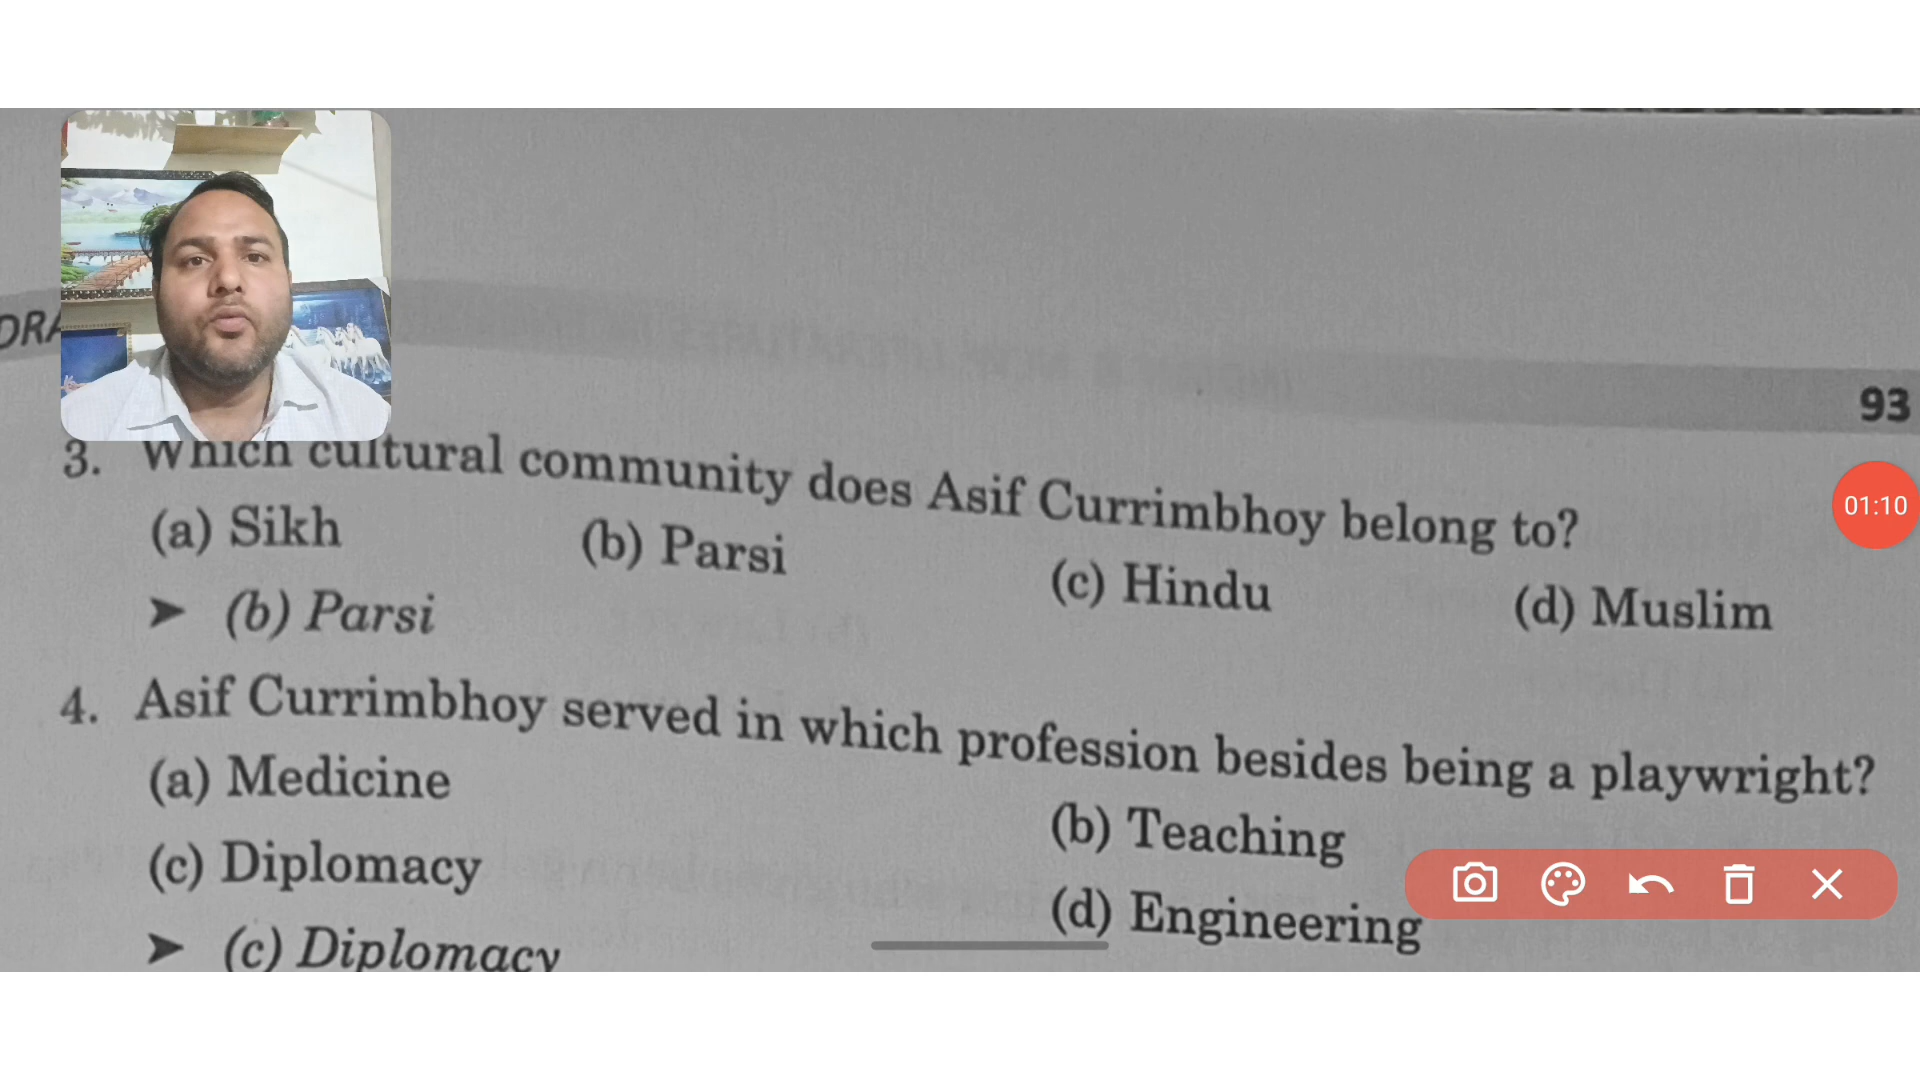 DRA
93
3. Which cultural community does Asif Currimbhoy belong to?
(a) Sikh (b) Parsi (c) Hindu (d) Muslim
➤ (b) Parsi
01:10
4. Asif Currimbhoy served in which profession besides being a playwright?
(a) Medicine (b) Teaching
(c) Diplomacy (d) Engineering
➤ (c) Diplomacy